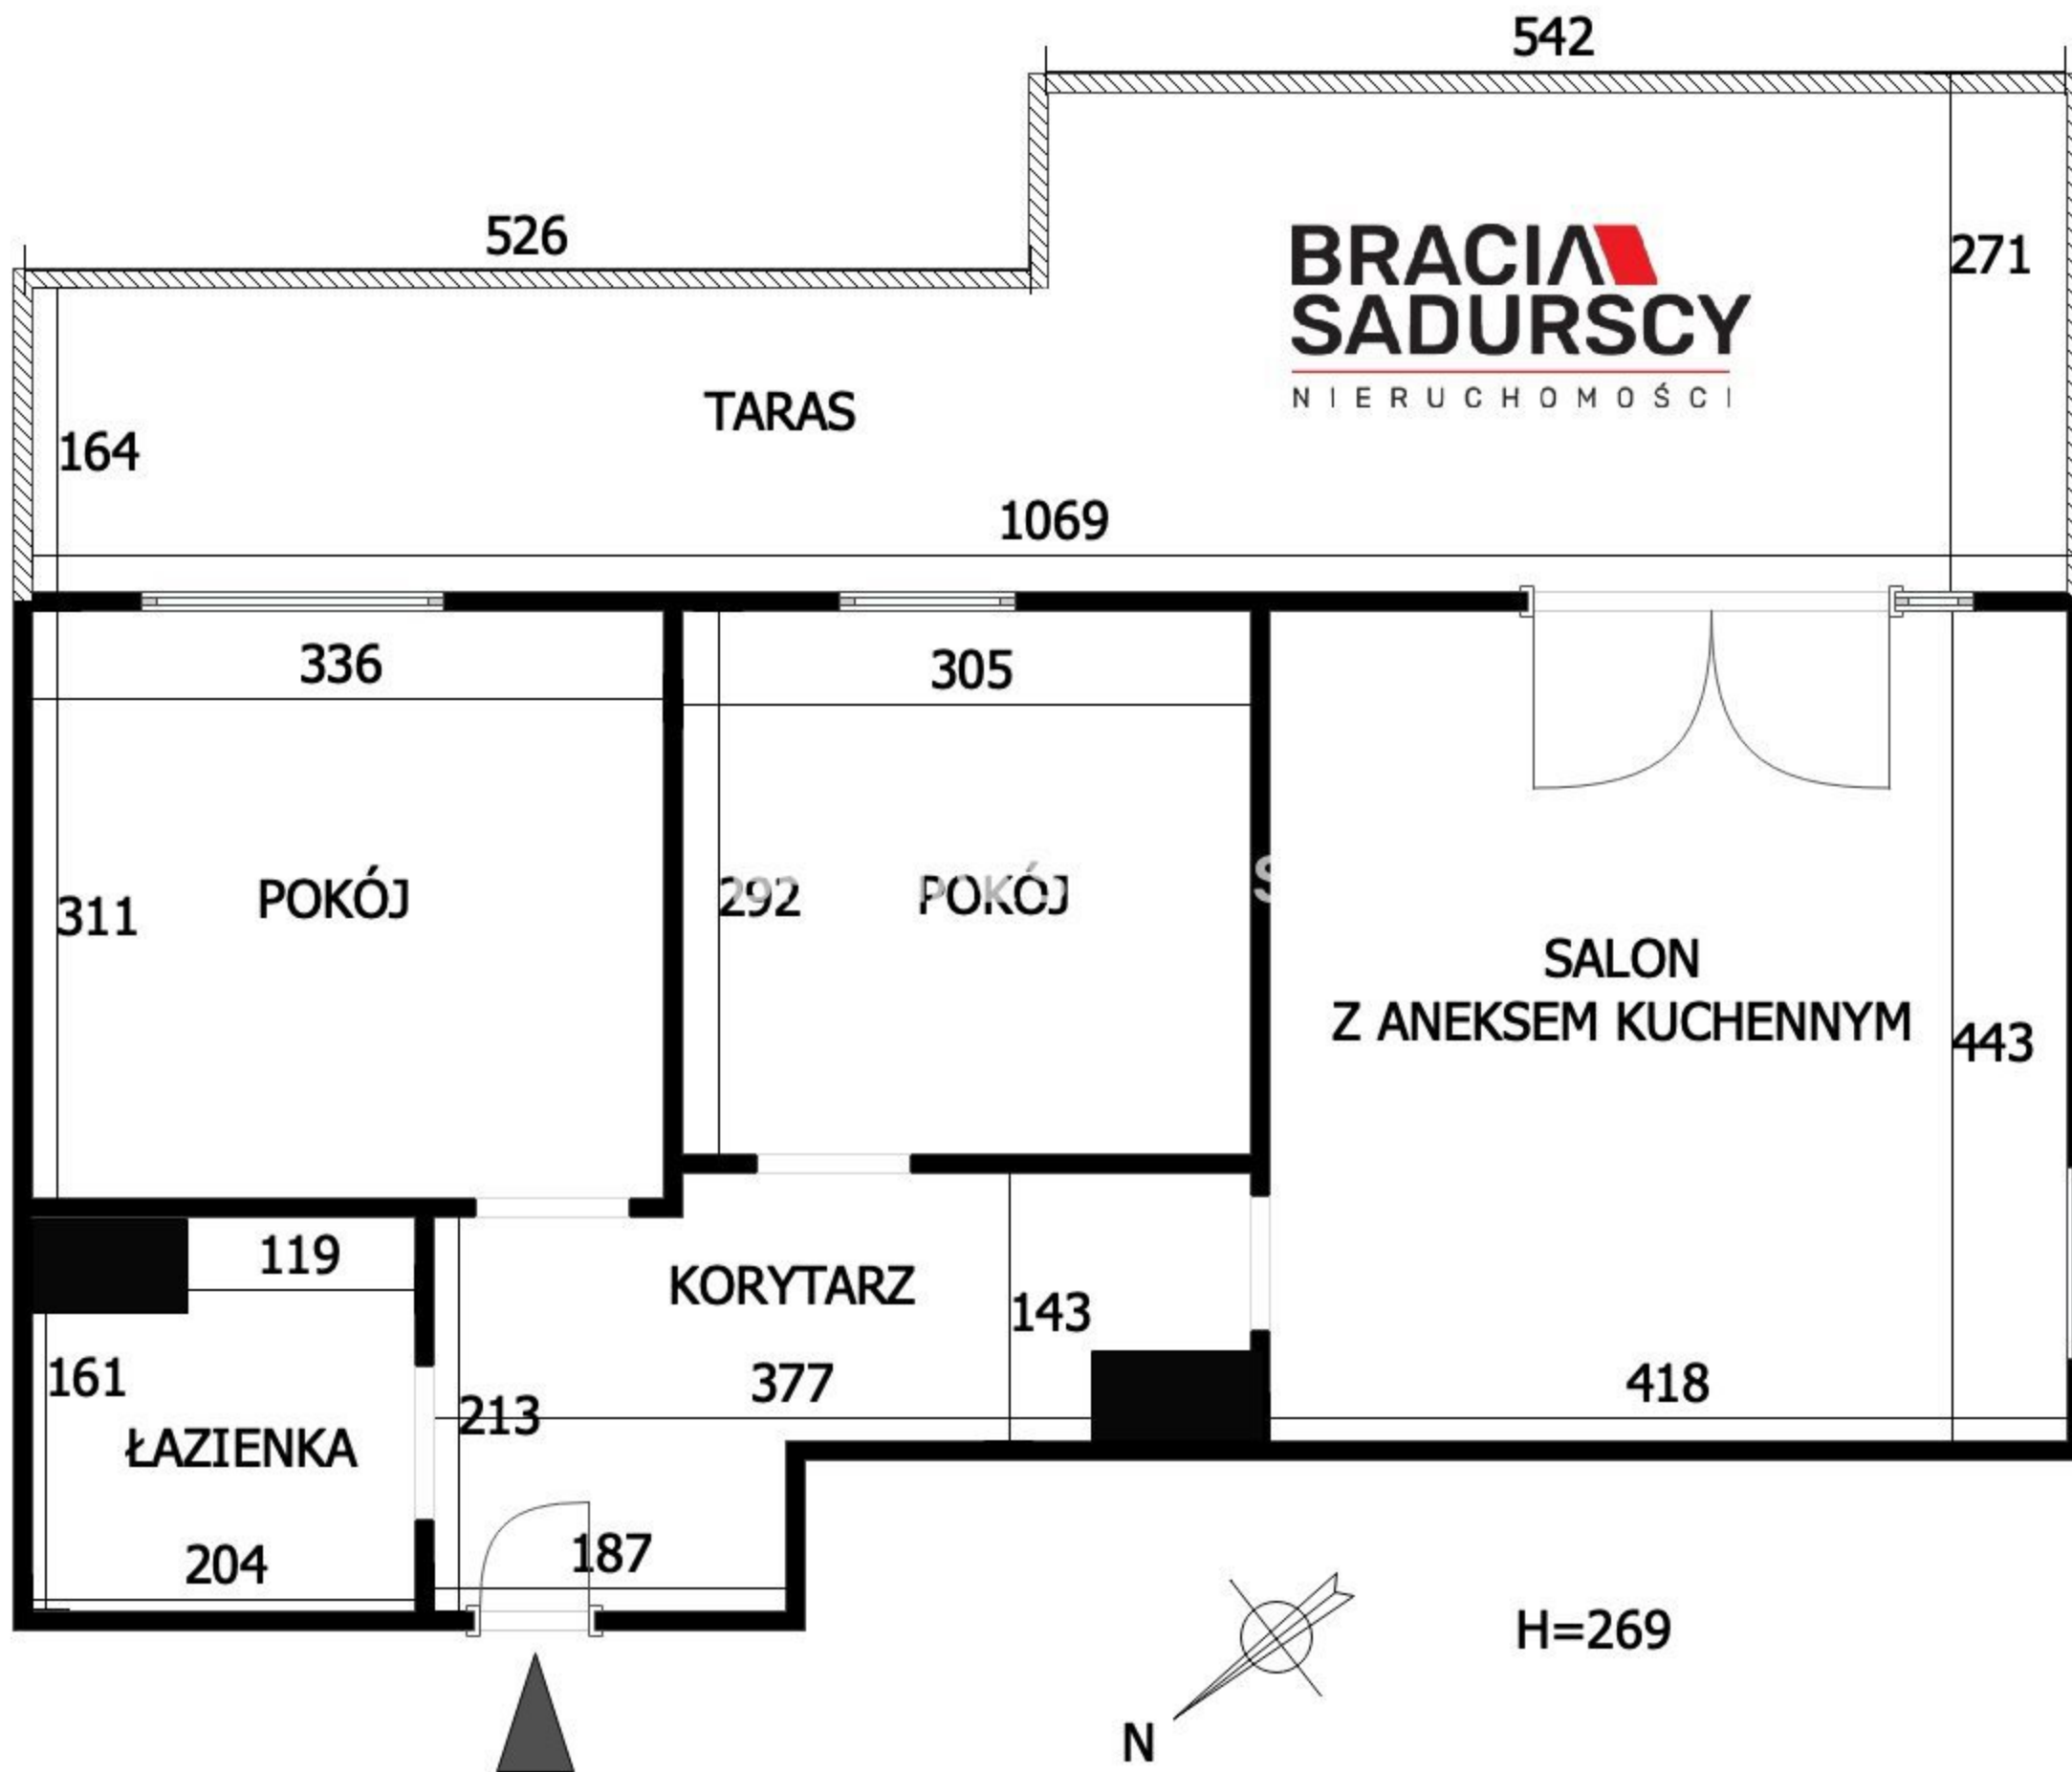 542
526
BRACIA
SADURSCY
NIERUCHOMOŚCI
271
TARAS
164
1069
336
305
POKÓJ
311
292
POKÓJ
SALON
Z ANEKSEM KUCHENNYM
443
119
KORYTARZ
143
161
377
418
213
ŁAZIENKA
204
187
H=269
N